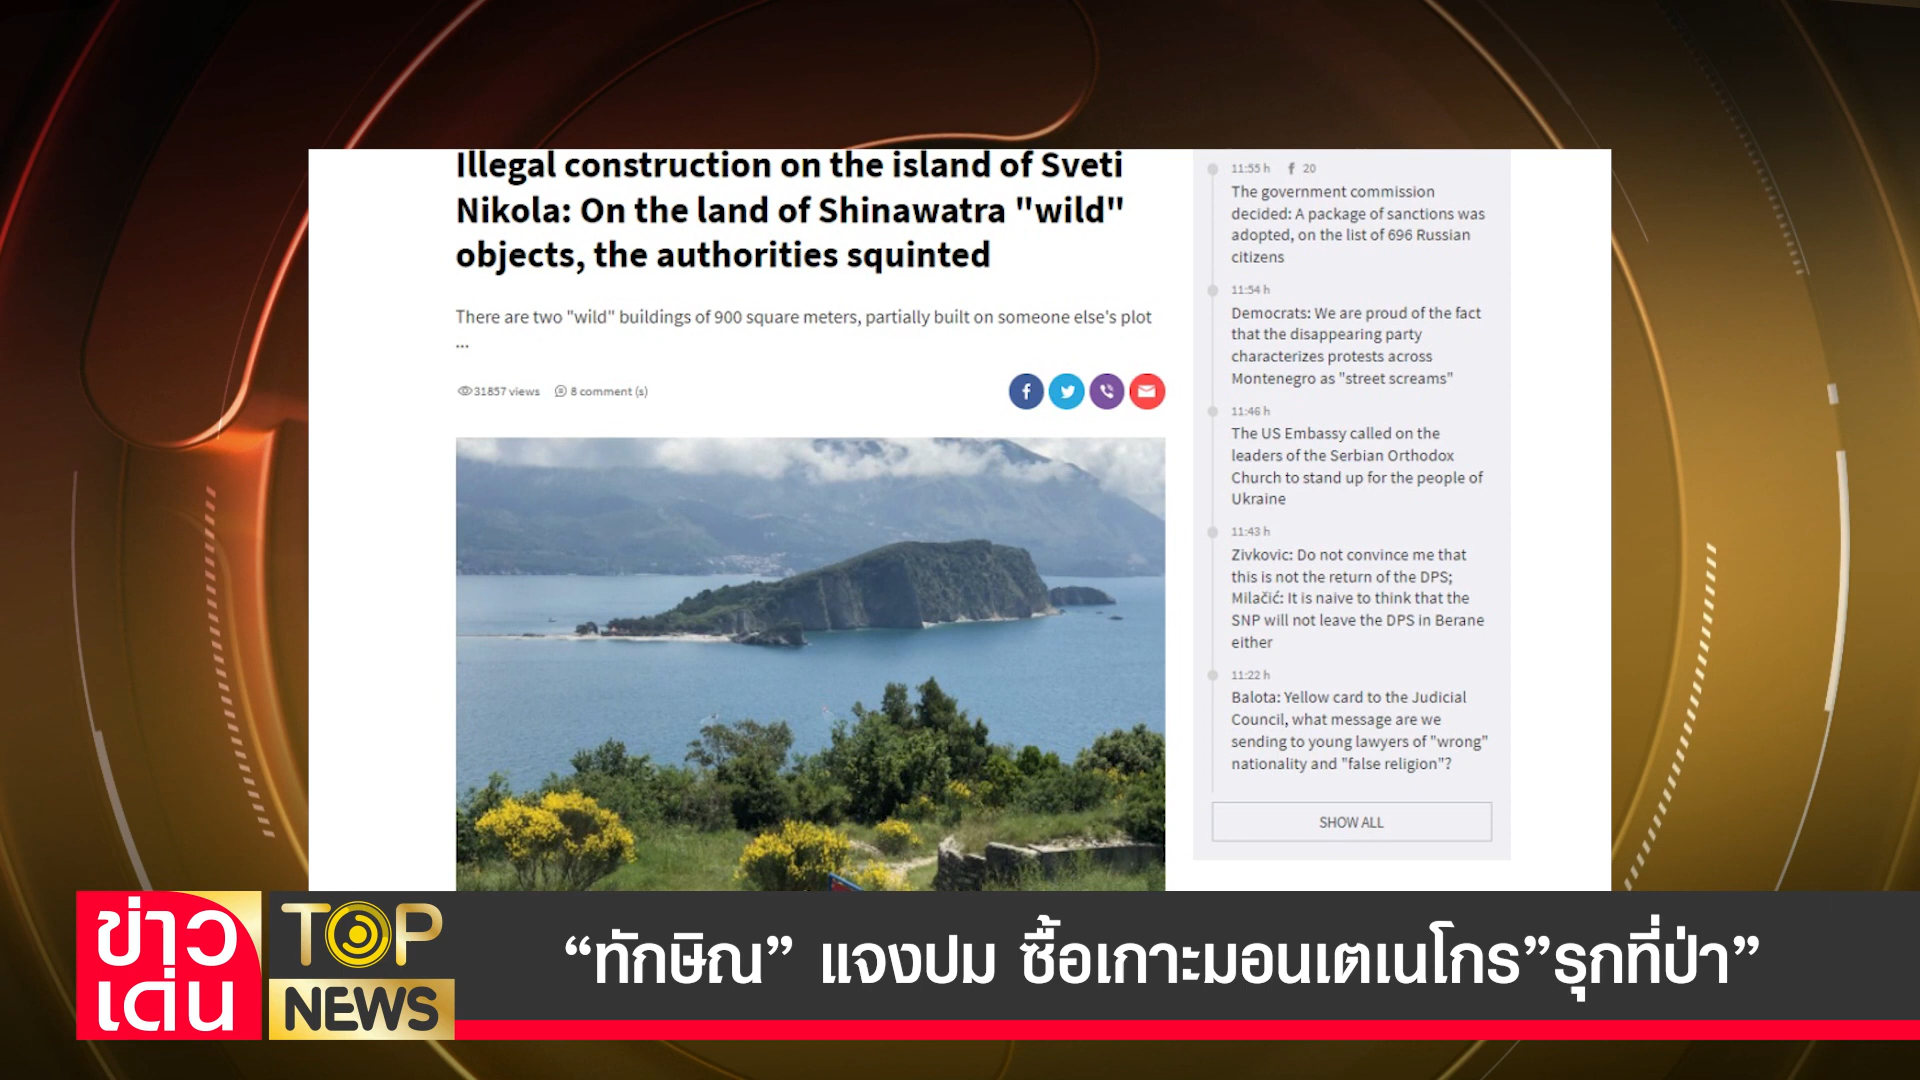 Illegal construction on the island of Sveti
Nikola: On the land of Shinawatra "wild"
objects, the authorities squinted
There are two "wild" buildings of 900 square meters, partially built on someone else's plot
...
31857 views 8 comment (s)
11:55 h 20
The government commission
decided: A package of sanctions was
adopted, on the list of 696 Russian
citizens
11:54 h
Democrats: We are proud of the fact
that the disappearing party
characterizes protests across
Montenegro as "street screams"
11:46 h
The US Embassy called on the
leaders of the Serbian Orthodox
Church to stand up for the people of
Ukraine
11:43 h
Zivkovic: Do not convince me that
this is not the return of the DPS;
Milačić: It is naive to think that the
SNP will not leave the DPS in Berane
either
11:22 h
Balota: Yellow card to the Judicial
Council, what message are we
sending to young lawyers of "wrong"
nationality and "false religion"?
SHOW ALL
ข่าว
เด่น
TOP
NEWS
“ทักษิณ” แจงปม ซื้อเกาะมอนเตเนโกร”รุกที่ป่า”